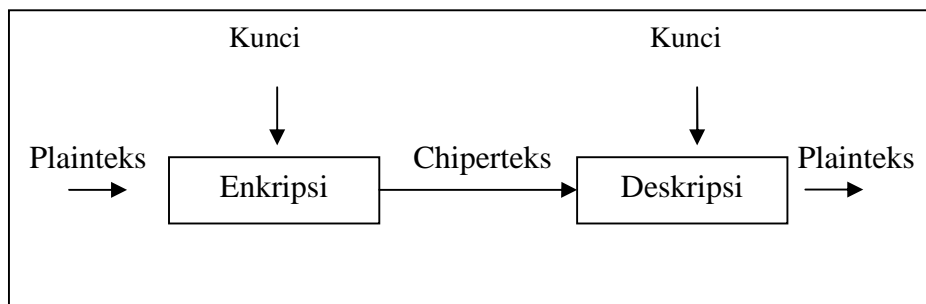 Kunci Kunci
Plainteks Chiperteks Plainteks
Enkripsi Deskripsi